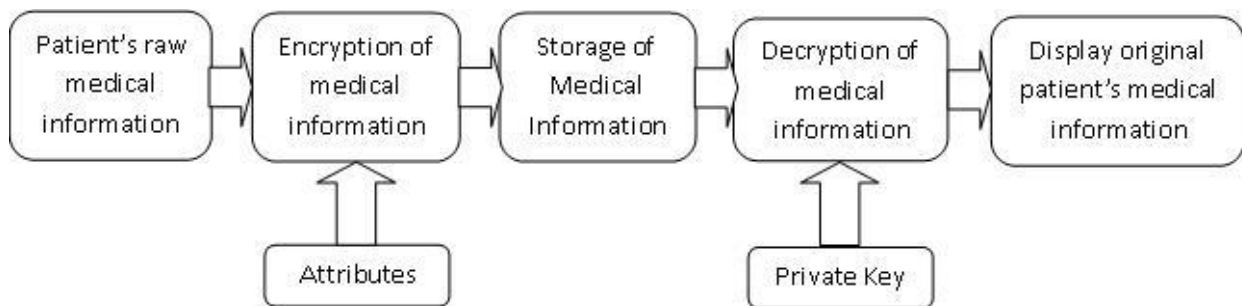 Patient's raw
medical
information
Encryption of
medical
information
Storage of
Medical
Information
Decryption of
medical
information
Display original
patient's medical
information
Attributes
Private Key